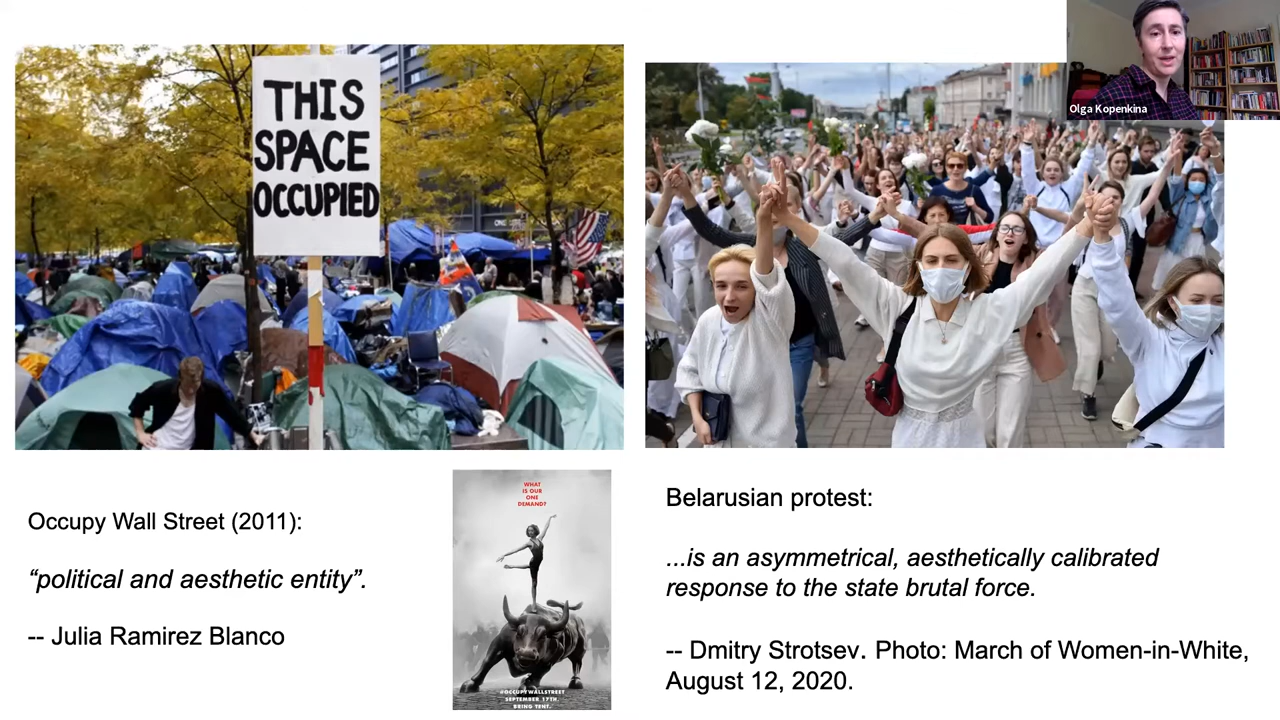 Olga Kopenkina
THIS
SPACE
OCCUPIED
Occupy Wall Street (2011):
“political and aesthetic entity”.
-- Julia Ramirez Blanco
WHAT
IS OUR
ONE
DEMAND?
#OCCUPYWALLSTREET
SEPTEMBER 17TH.
BRING TENT.
Belarusian protest:
...is an asymmetrical, aesthetically calibrated
response to the state brutal force.
-- Dmitry Strotsev. Photo: March of Women-in-White,
August 12, 2020.